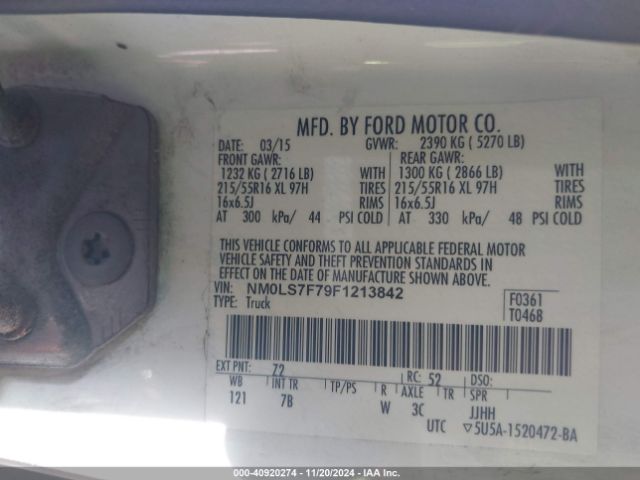 MFD. BY FORD MOTOR CO.
DATE: 03/15 GVWR: 2390 KG ( 5270 LB)
FRONT GAWR: REAR GAWR:
1232 KG ( 2716 LB) WITH 1300 KG ( 2866 LB) WITH
215/55R16 XL 97H TIRES 215/55R16 XL 97H TIRES
16x6.5J RIMS 16x6.5J RIMS
AT 300 kPa/ 44 PSI COLD AT 330 kPa/ 48 PSI COLD
THIS VEHICLE CONFORMS TO ALL APPLICABLE FEDERAL MOTOR
VEHICLE SAFETY AND THEFT PREVENTION STANDARDS IN
EFFECT ON THE DATE OF MANUFACTURE SHOWN ABOVE.
VIN: NM0LS7F79F1213842 F0361
TYPE: Truck T0468
EXT PNT: 72 RC: 52 DSO:
WB INT TR TP/PS R AXLE TR SPR
121 7B W 3C JJHH
UTC ▽5U5A-1520472-BA
000-40920274 - 11/20/2024 - IAA Inc.